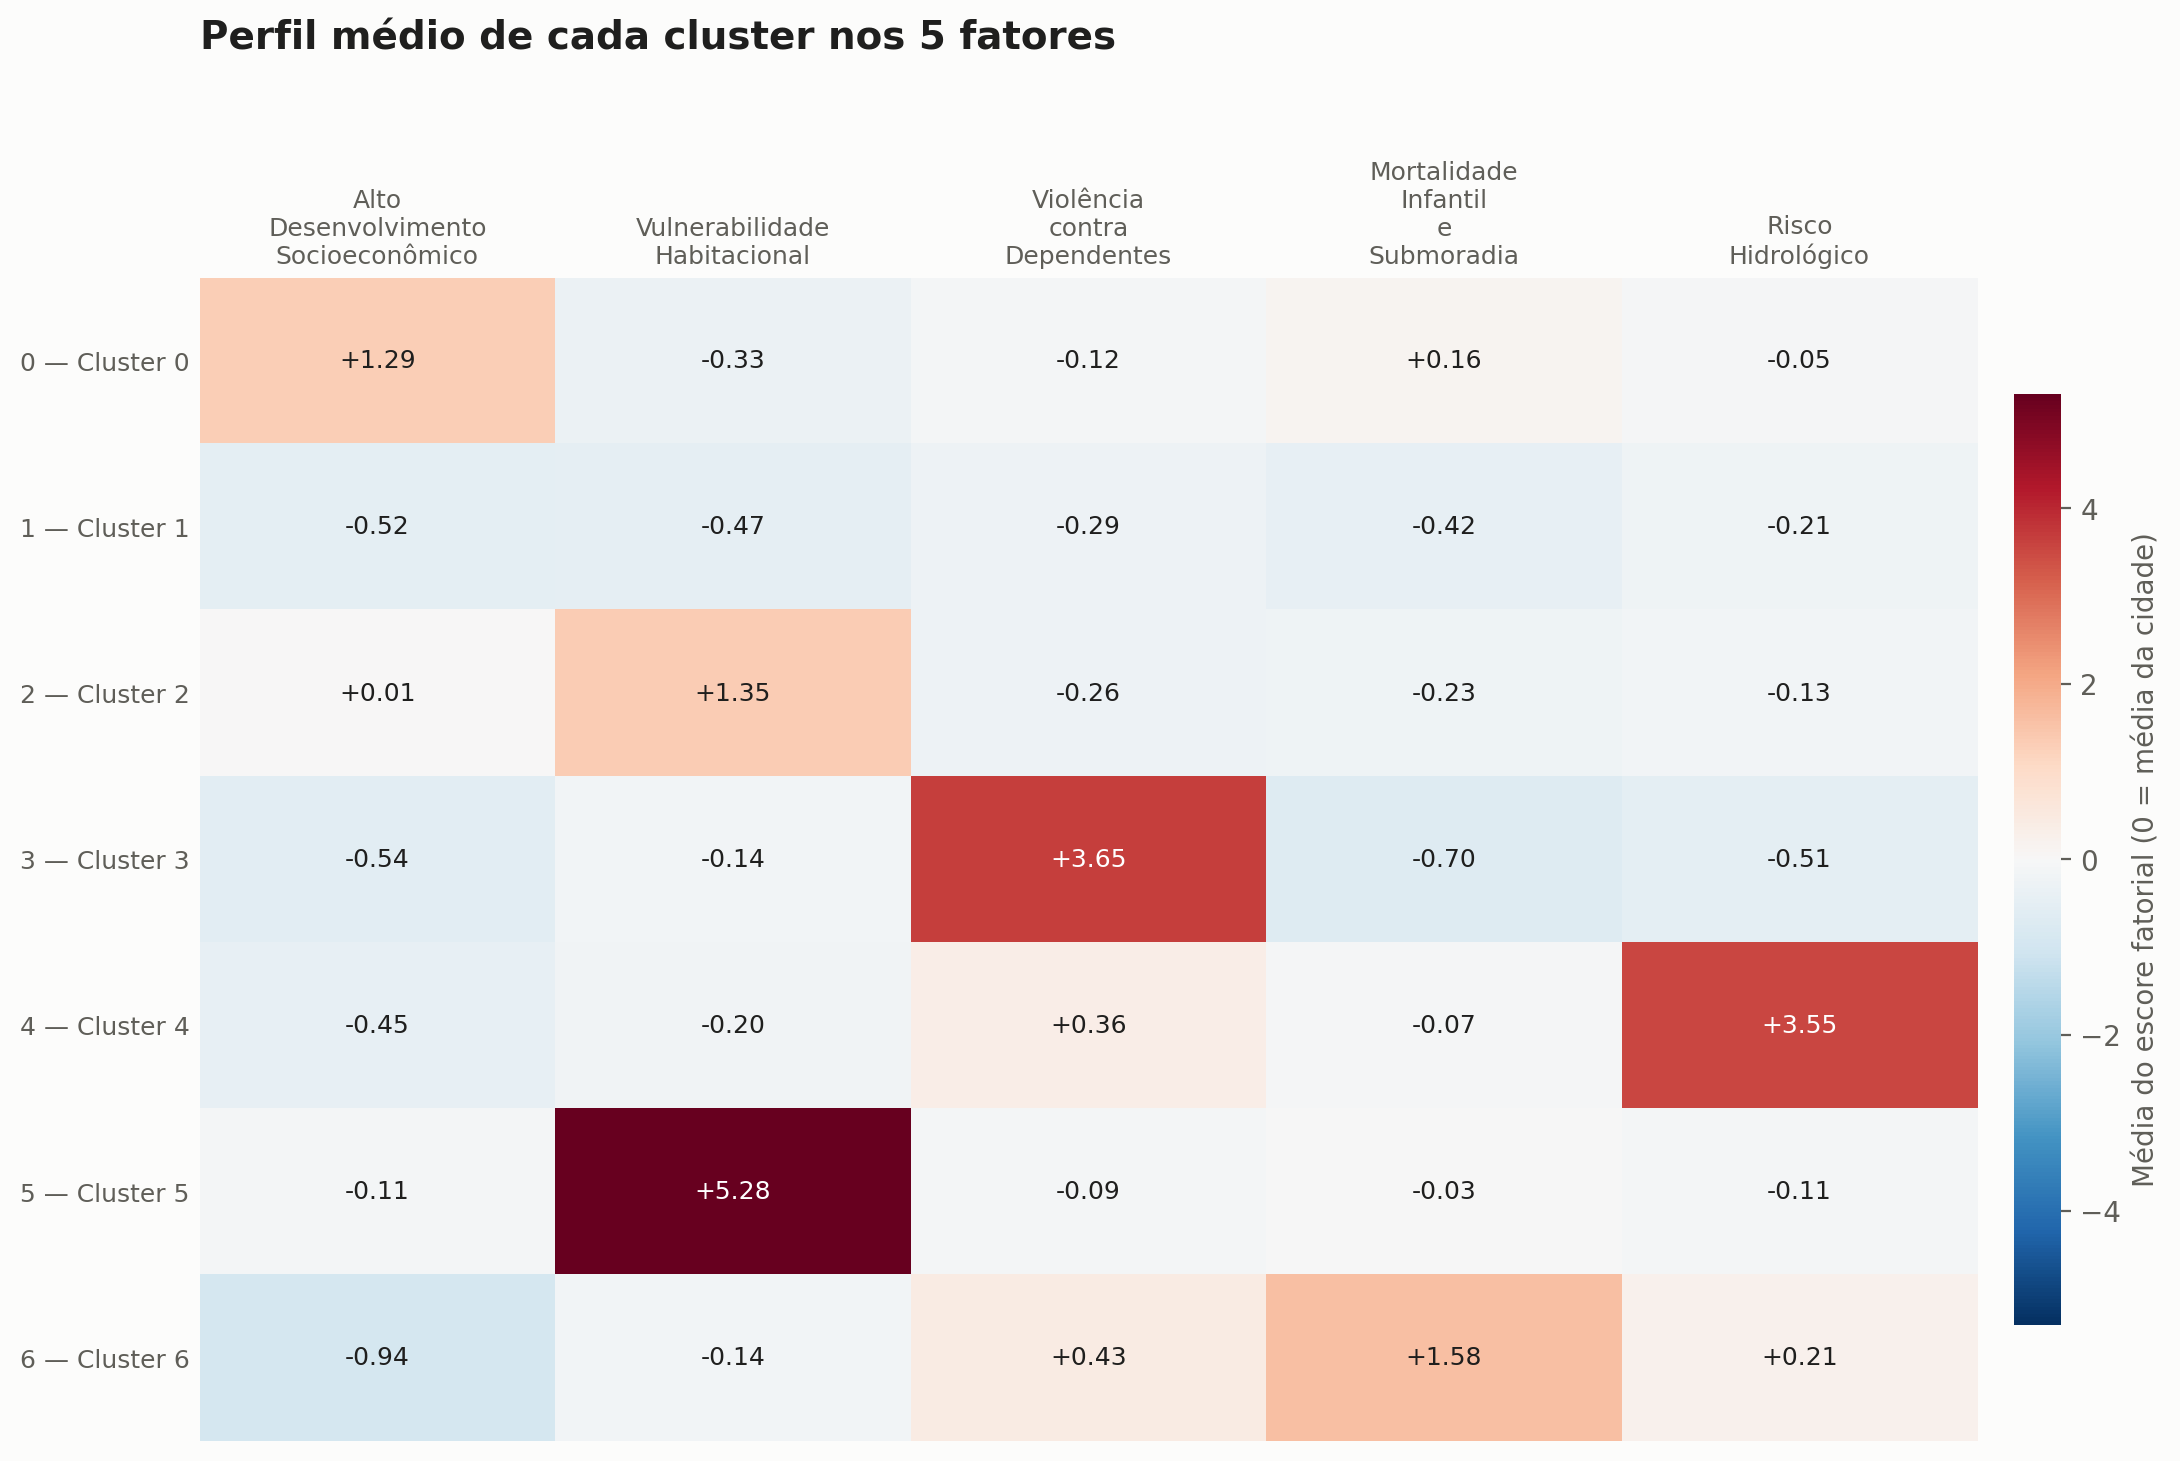 Perfil médio de cada cluster nos 5 fatores
Alto
Desenvolvimento
Socioeconômico
Vulnerabilidade
Habitacional
Violência
contra
Dependentes
Mortalidade
Infantil
e
Submoradia
Risco
Hidrológico
0 — Cluster 0 +1.29 -0.33 -0.12 +0.16 -0.05
1 — Cluster 1 -0.52 -0.47 -0.29 -0.42 -0.21
2 — Cluster 2 +0.01 +1.35 -0.26 -0.23 -0.13
3 — Cluster 3 -0.54 -0.14 +3.65 -0.70 -0.51
4 — Cluster 4 -0.45 -0.20 +0.36 -0.07 +3.55
5 — Cluster 5 -0.11 +5.28 -0.09 -0.03 -0.11
6 — Cluster 6 -0.94 -0.14 +0.43 +1.58 +0.21
4
2
0
−2
−4
Média do escore fatorial (0 = média da cidade)